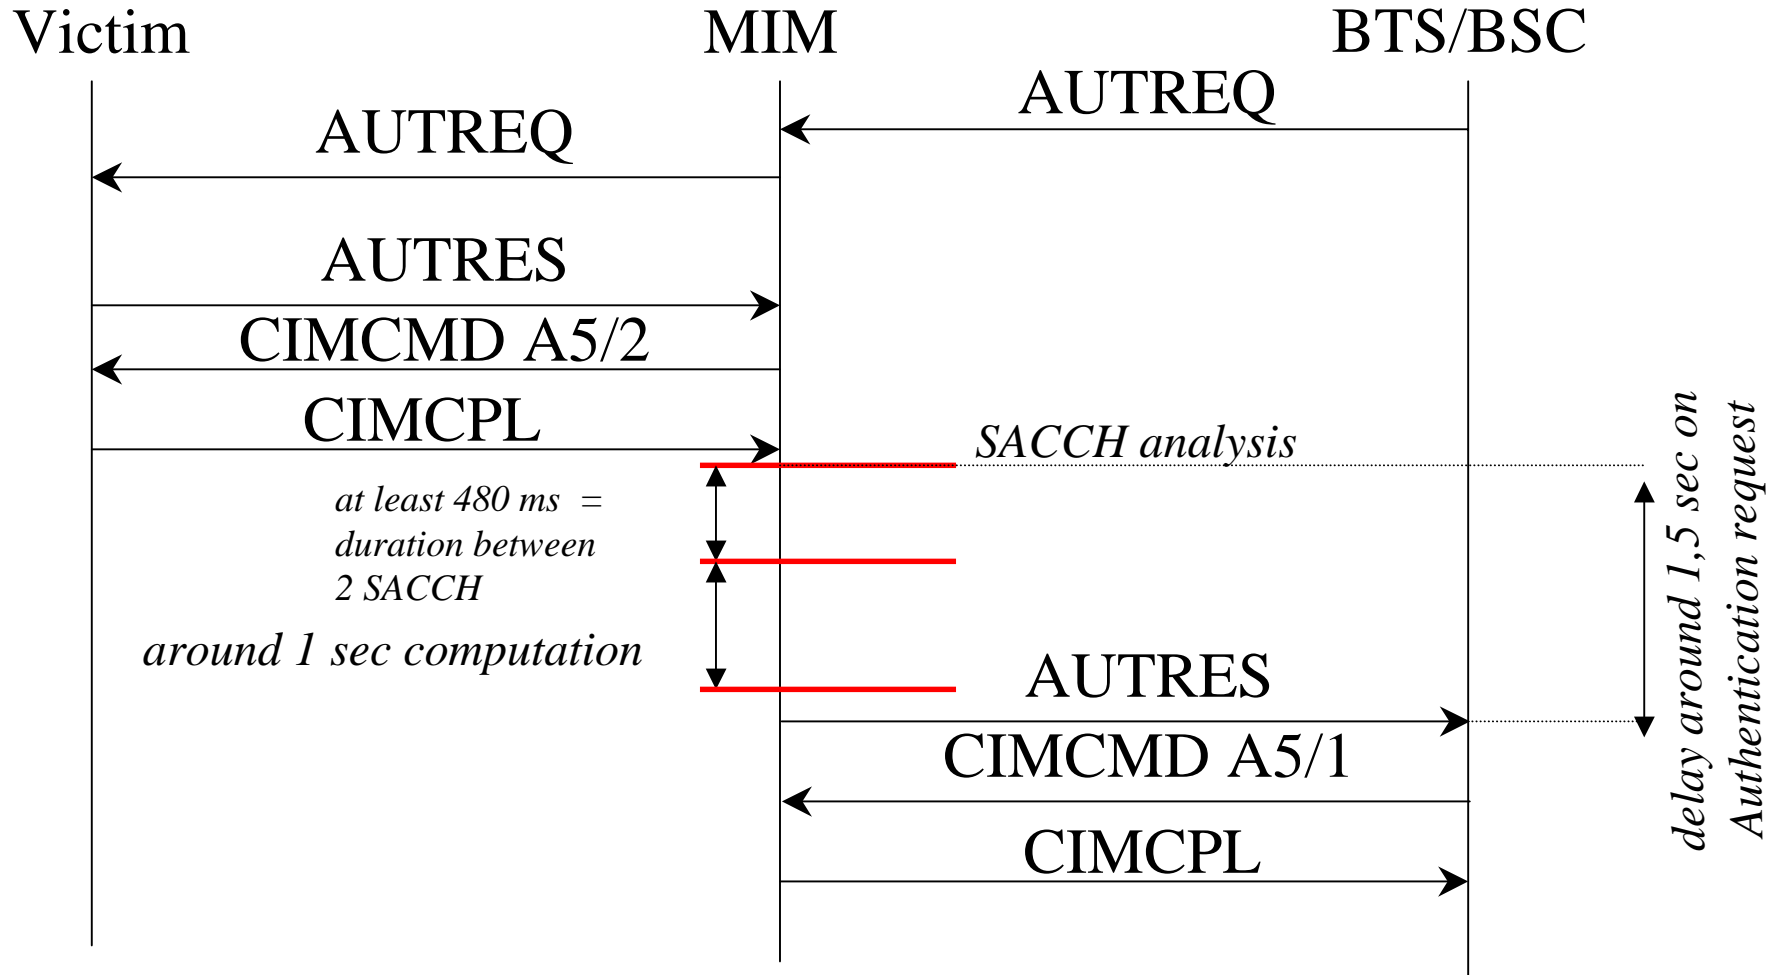 Victim
MIM
BTS/BSC
AUTREQ
AUTREQ
AUTRES
CIMCMD A5/2
CIMCPL
SACCH analysis
at least 480 ms =
duration between
2 SACCH
around 1 sec computation
AUTRES
CIMCMD A5/1
CIMCPL
delay around 1,5 sec on
Authentication request